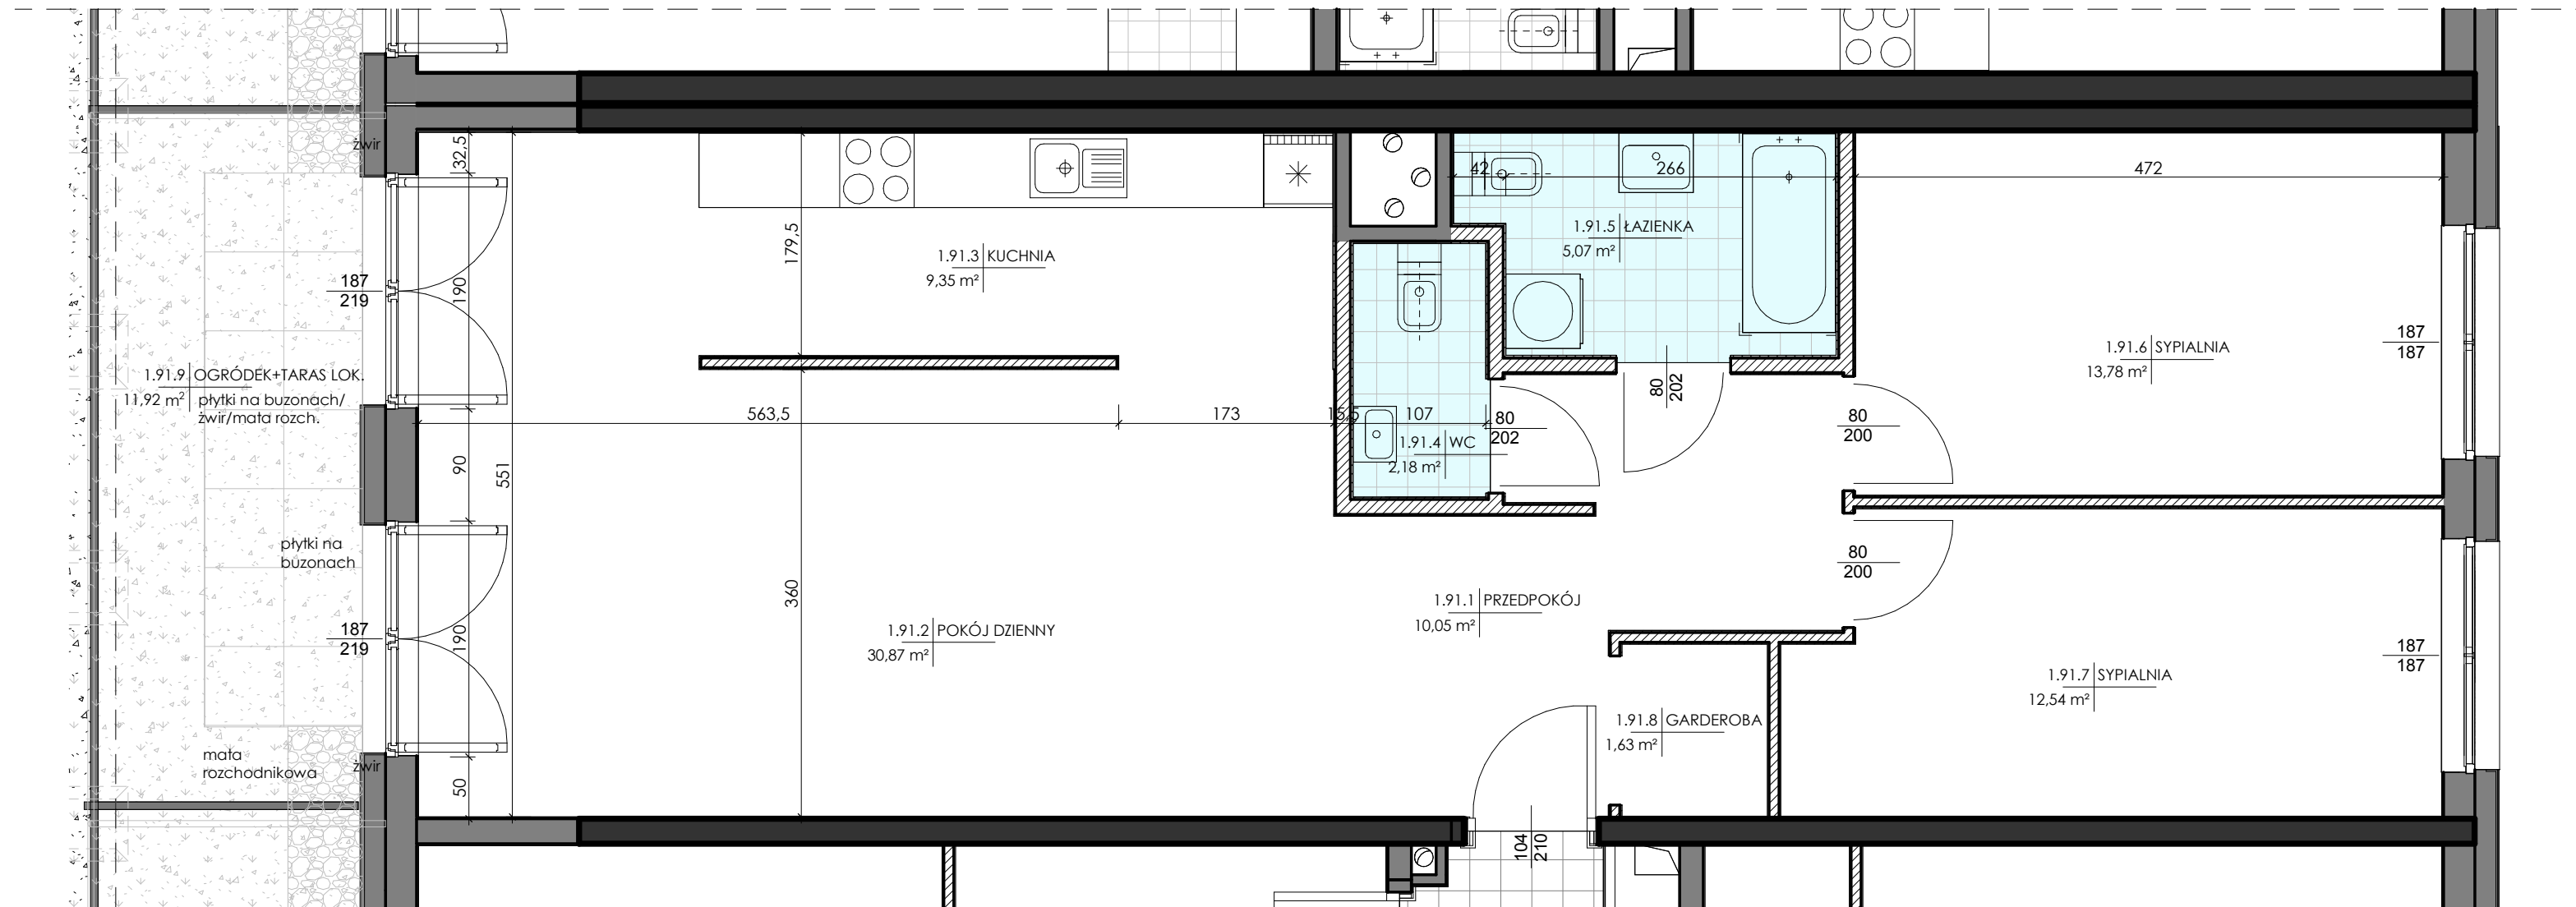 żwir
32,5
42
266
472
179,5
1.91.5 ŁAZIENKA
5,07 m²
1.91.3 KUCHNIA
9,35 m²
187
219
190
187
187
1.91.6 SYPIALNIA
13,78 m²
1.91.9 OGRÓDEK+TARAS LOK.
11,92 m² płytki na buzonach/
żwir/mata rozch.
80
202
563,5
173
15,5
107
80
202
80
200
1.91.4 WC
2,18 m²
90
551
płytki na
buzonach
80
200
360
1.91.1 PRZEDPOKÓJ
10,05 m²
187
219
190
1.91.2 POKÓJ DZIENNY
30,87 m²
187
187
1.91.7 SYPIALNIA
12,54 m²
1.91.8 GARDEROBA
1,63 m²
mata
rozchodnikowa
żwir
50
104
210